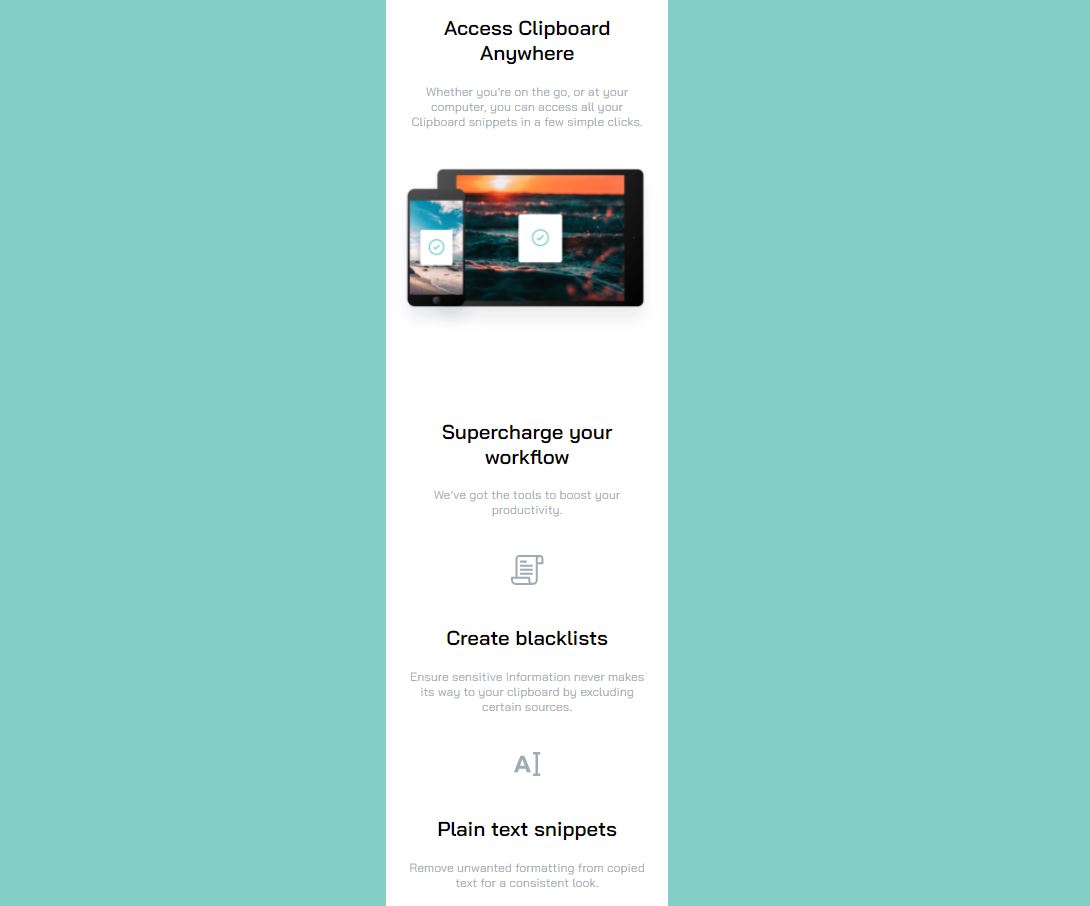 Access Clipboard
Anywhere
Whether you’re on the go, or at your
computer, you can access all your
Clipboard snippets in a few simple clicks.
Supercharge your
workflow
We’ve got the tools to boost your
productivity.
Create blacklists
Ensure sensitive information never makes
its way to your clipboard by excluding
certain sources.
A
Plain text snippets
Remove unwanted formatting from copied
text for a consistent look.